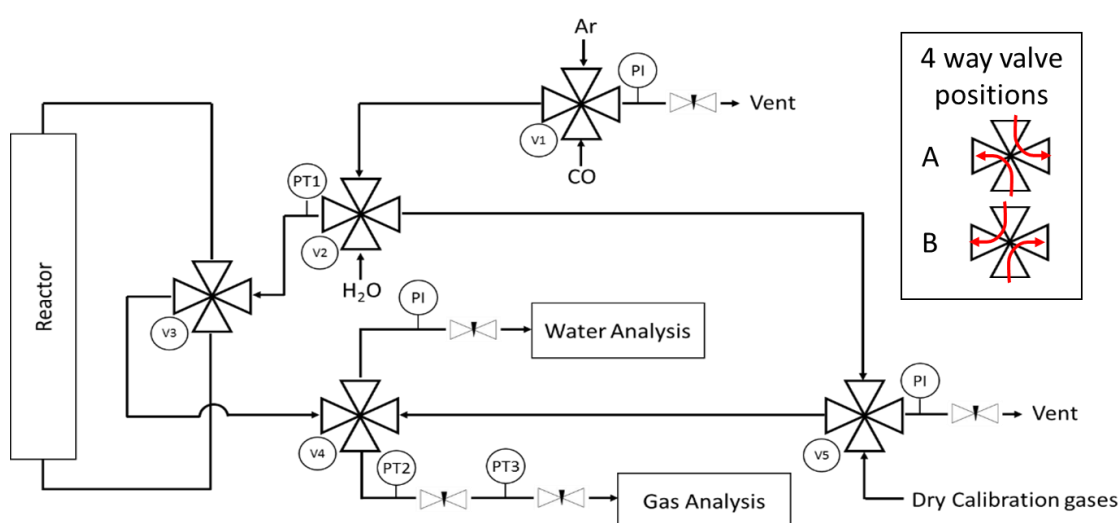 Ar
PI
Vent
V1
CO
4 way valve
positions
A
B
PT1
V2
H₂O
Reactor
V3
PI
Water Analysis
PI
Vent
V4
V5
PT2
PT3
Gas Analysis
Dry Calibration gases